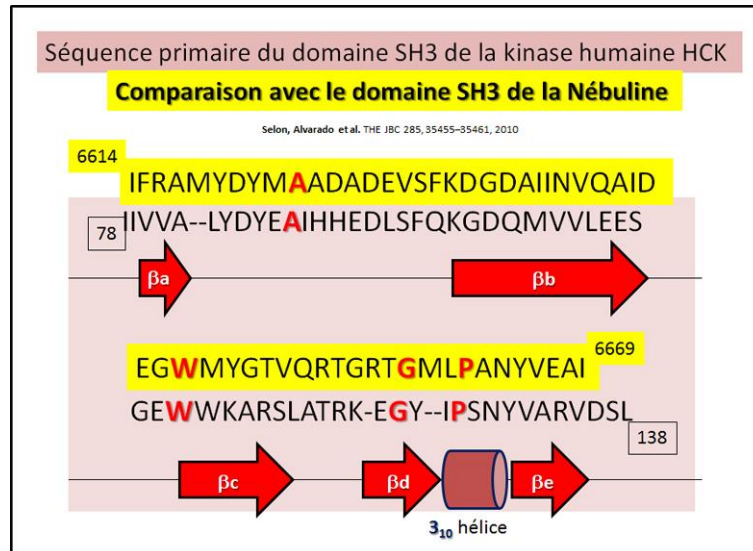 Séquence primaire du domaine SH3 de la kinase humaine HCK
Comparaison avec le domaine SH3 de la Nébuline
Selon, Alvarado et al. THE JBC 285, 35455–35461, 2010
6614
IFRAMYDYMAADADEVSFKDGDAIINVQAID
78
IIVVA--LYDYEAIHHEDLSFQKGDQMVVLEES
βa
βb
6669
EGWMYGTVQRTGRTGMLPANYVEAI
GEWWKARSLATRK-EGY--IPSNYVARVDSL
138
βc
βd
βe
3₁₀ hélice